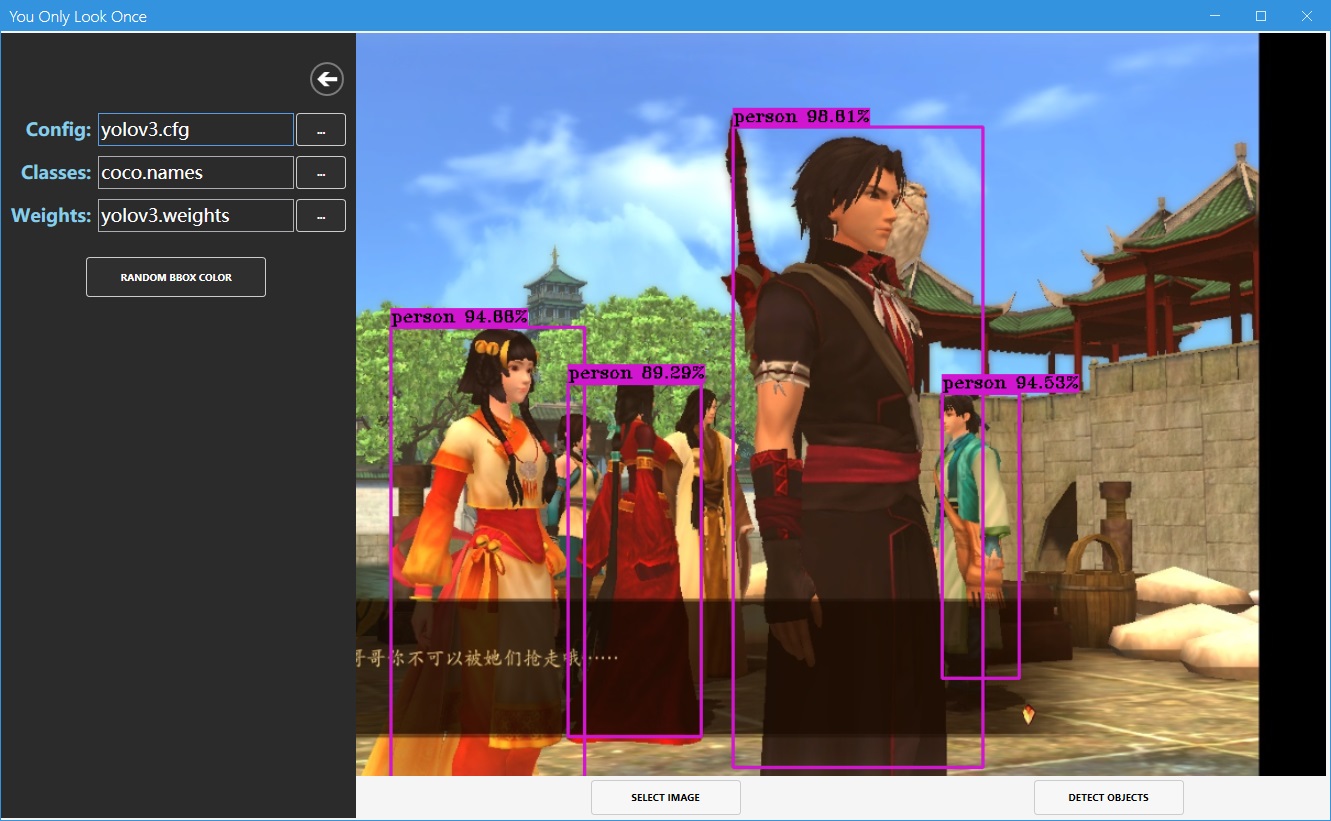 You Only Look Once
Config: yolov3.cfg ...
Classes: coco.names ...
Weights: yolov3.weights ...
RANDOM BBOX COLOR
person 98.81%
person 94.88%
person 89.29%
person 94.53%
哥哥你不可以被她们抢走哦……
SELECT IMAGE
DETECT OBJECTS